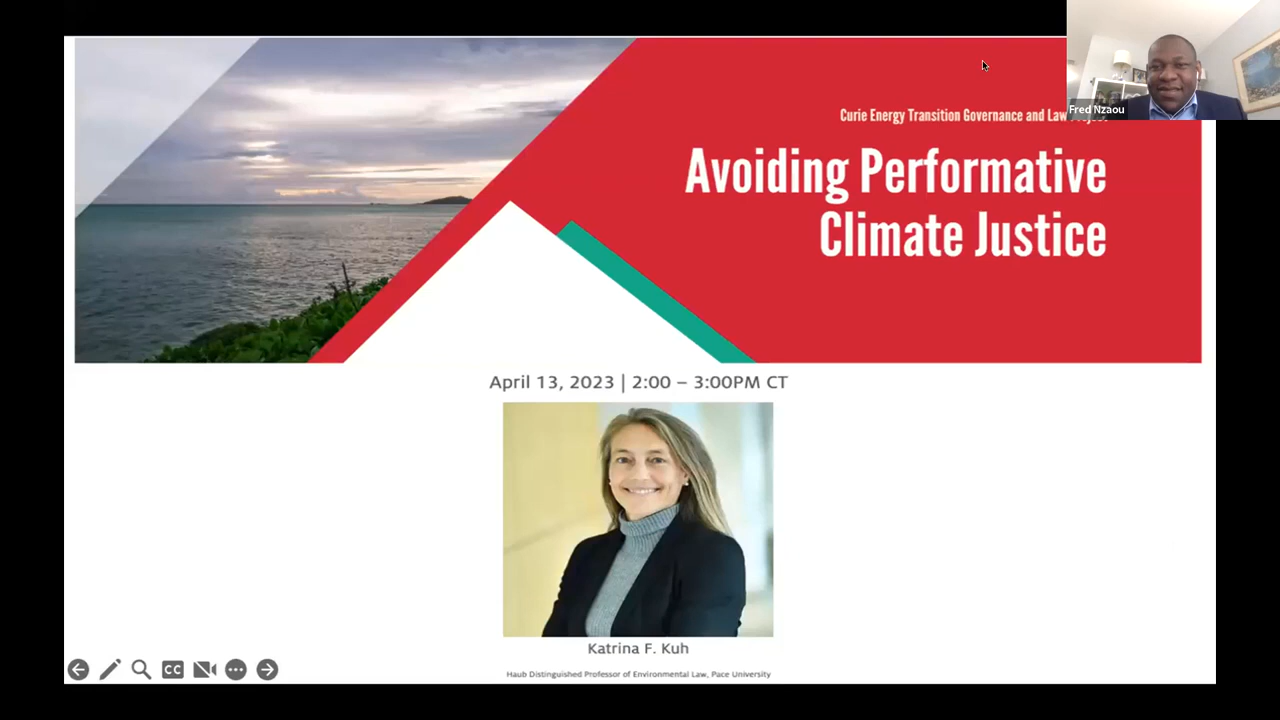 Curie Energy Transition Governance and Law
Avoiding Performative
Climate Justice
Fred Nzaou
April 13, 2023 | 2:00 – 3:00PM CT
Katrina F. Kuh
Haub Distinguished Professor of Environmental Law, Pace University
CC